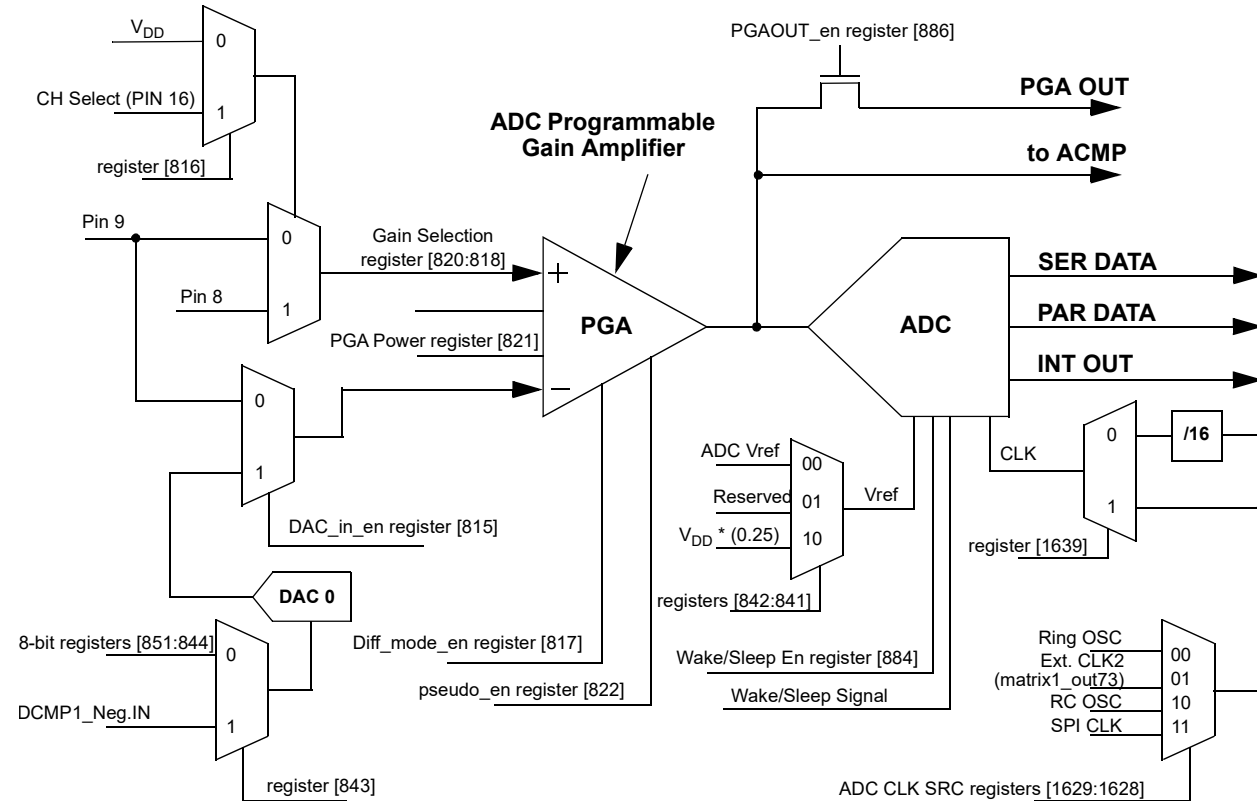 VDD
0
CH Select (PIN 16)
1
register [816]
PGAOUT_en register [886]
PGA OUT
to ACMP
ADC Programmable
Gain Amplifier
Pin 9
0
Pin 8
1
Gain Selection
register [820:818]
+
PGA
PGA Power register [821]
−
ADC
SER DATA
PAR DATA
INT OUT
0
1
DAC_in_en register [815]
DAC 0
8-bit registers [851:844]
0
DCMP1_Neg.IN
1
register [843]
Diff_mode_en register [817]
pseudo_en register [822]
ADC Vref
00
Reserved
01
VDD * (0.25)
10
Vref
registers [842:841]
Wake/Sleep En register [884]
Wake/Sleep Signal
CLK
0
/16
1
register [1639]
Ring OSC
00
Ext. CLK2
(matrix1_out73)
01
RC OSC
10
SPI CLK
11
ADC CLK SRC registers [1629:1628]